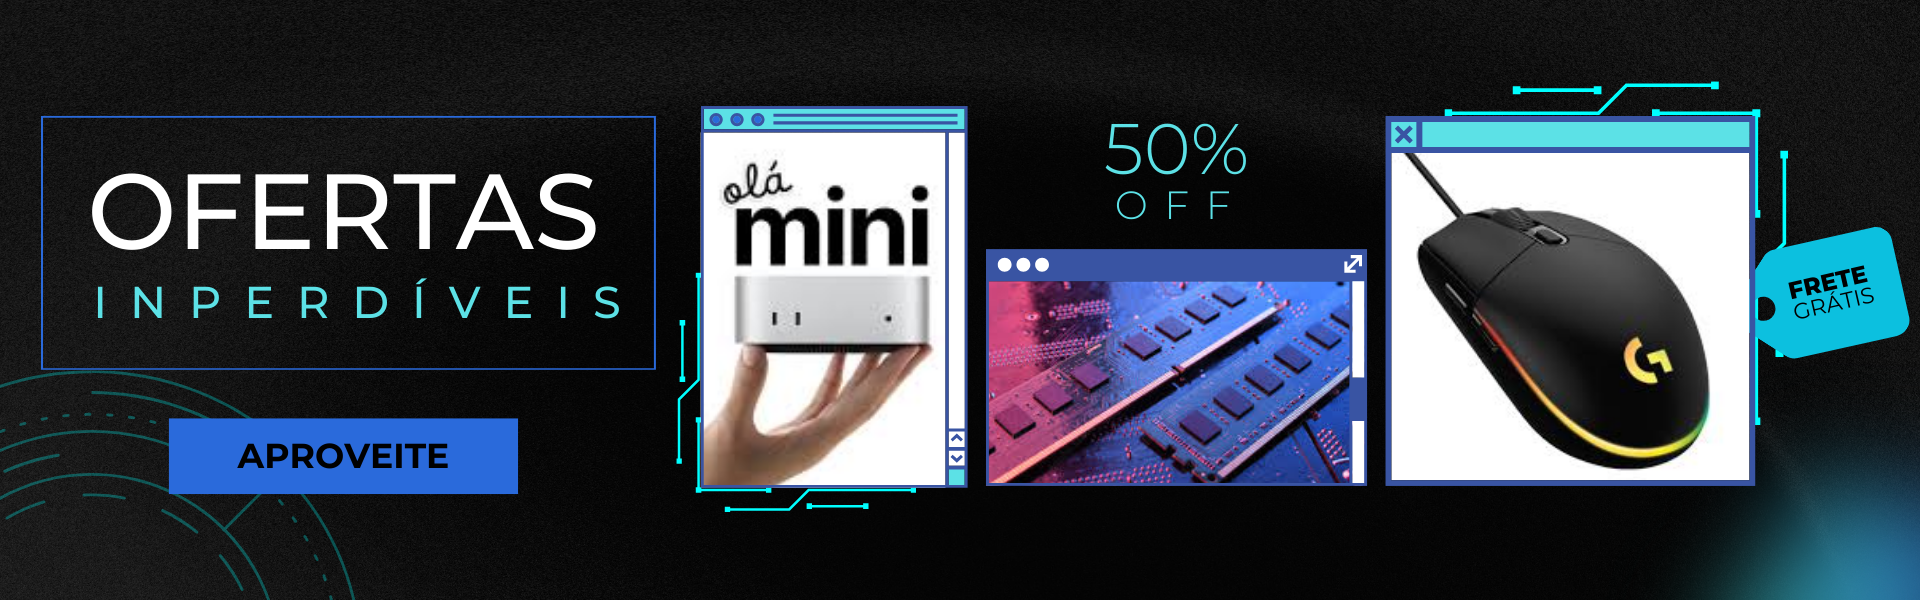 OFERTAS
INPERDÍVEIS
APROVEITE
olá
mini
50%
OFF
G
FRETE
GRÁTIS